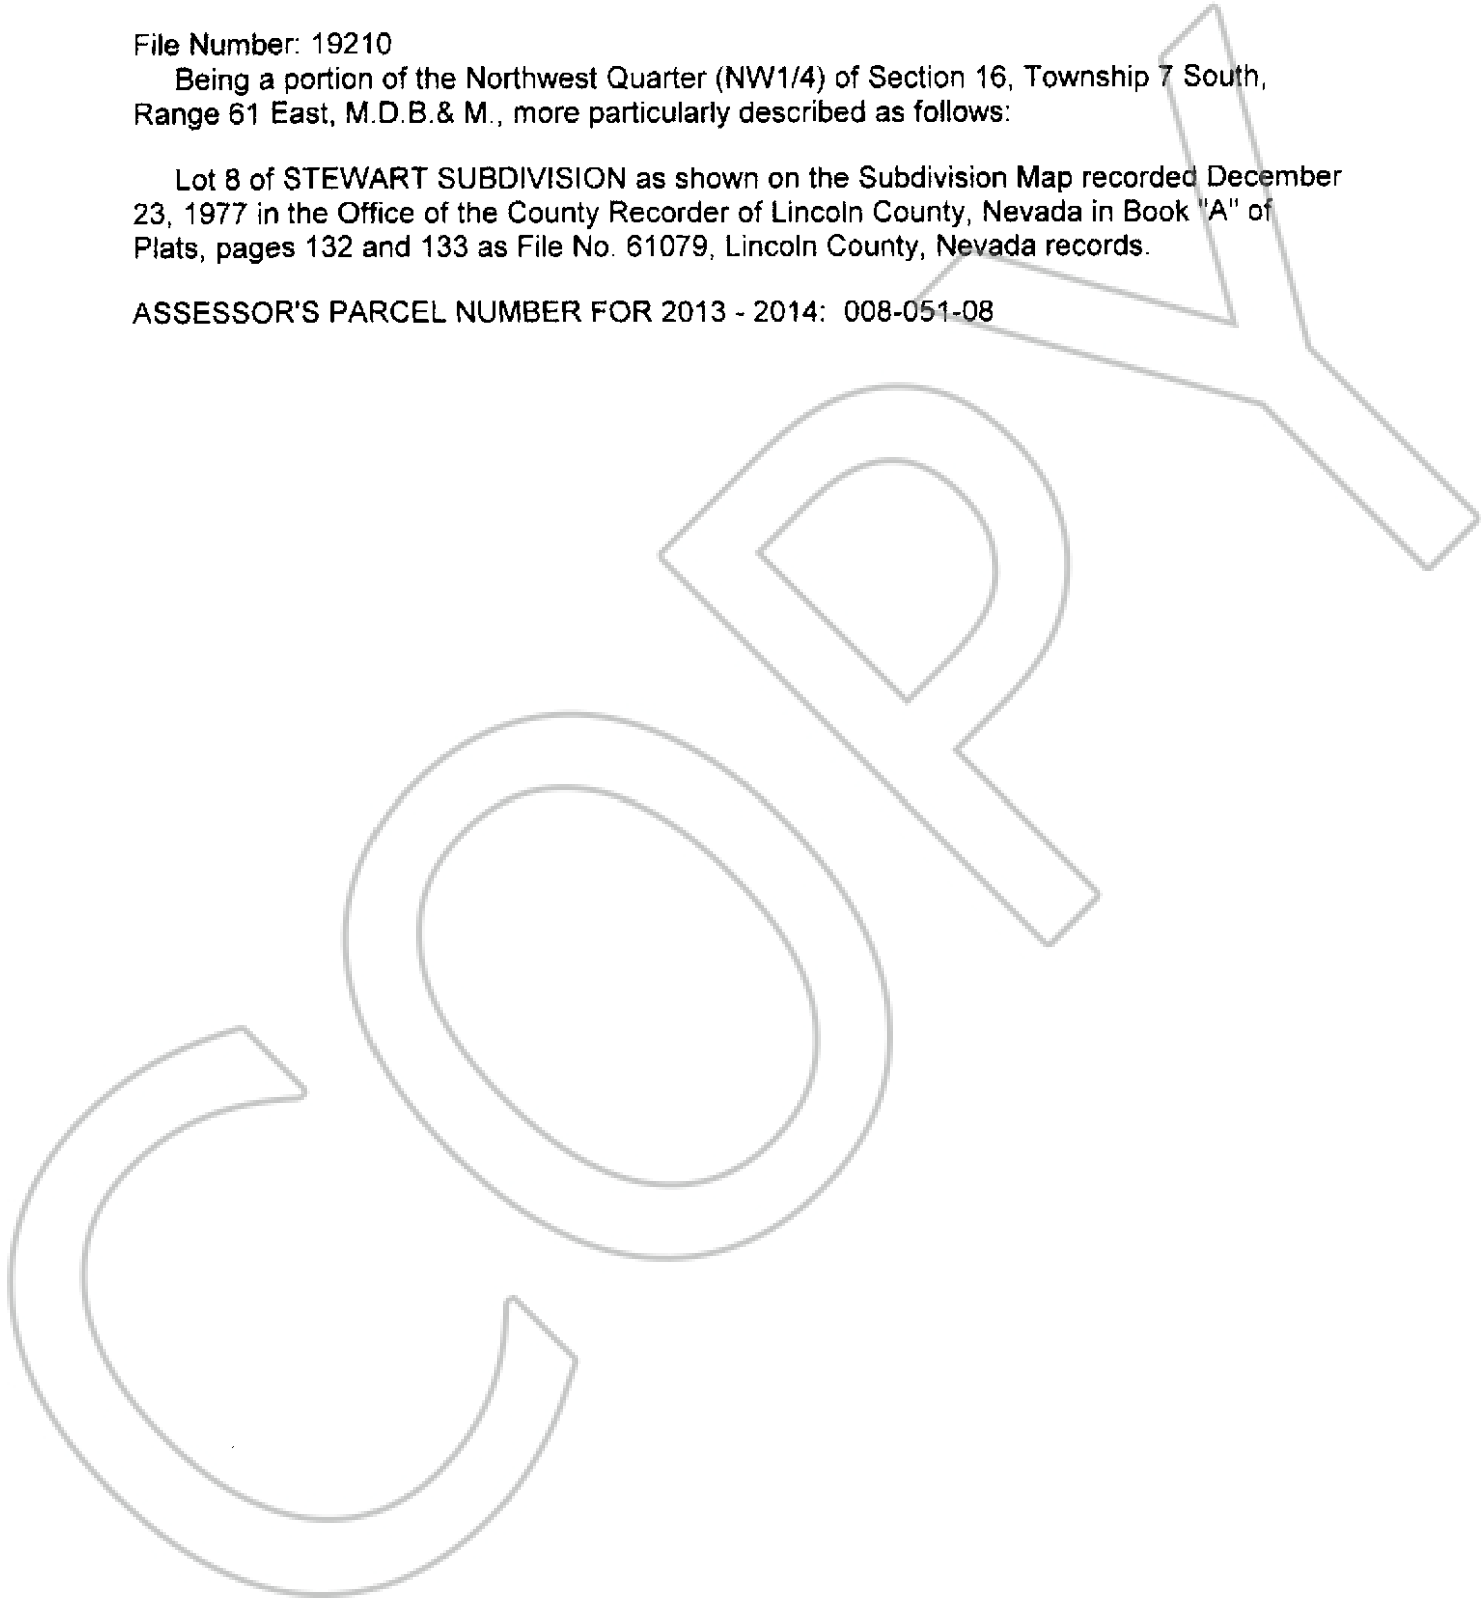 File Number: 19210
Being a portion of the Northwest Quarter (NW1/4) of Section 16, Township 7 South,
Range 61 East, M.D.B.& M., more particularly described as follows:
Lot 8 of STEWART SUBDIVISION as shown on the Subdivision Map recorded December
23, 1977 in the Office of the County Recorder of Lincoln County, Nevada in Book "A" of
Plats, pages 132 and 133 as File No. 61079, Lincoln County, Nevada records.
ASSESSOR'S PARCEL NUMBER FOR 2013 - 2014: 008-051-08
COPY